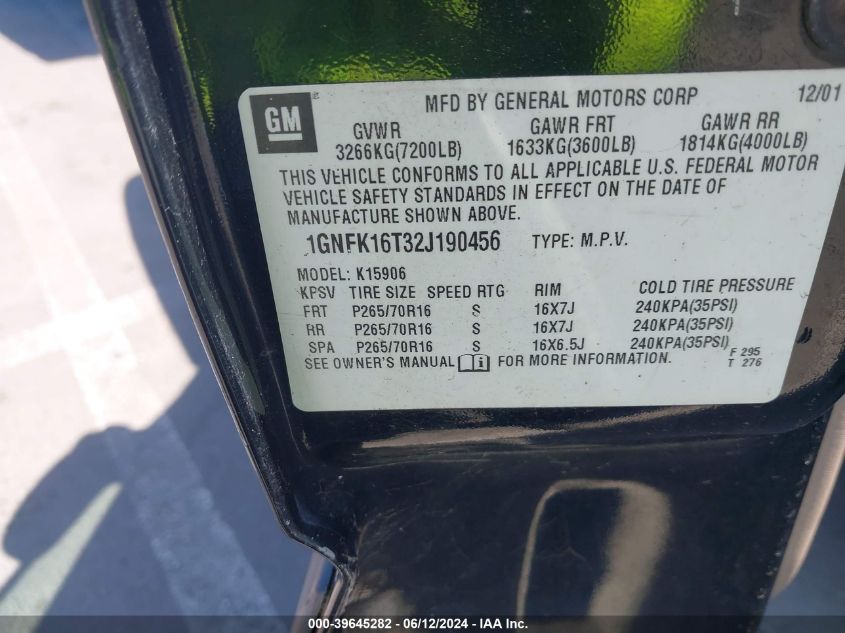 GM ® MFD BY GENERAL MOTORS CORP 12/01
GVWR GAWR FRT GAWR RR
3266KG(7200LB) 1633KG(3600LB) 1814KG(4000LB)
THIS VEHICLE CONFORMS TO ALL APPLICABLE U.S. FEDERAL MOTOR
VEHICLE SAFETY STANDARDS IN EFFECT ON THE DATE OF
MANUFACTURE SHOWN ABOVE.
1GNFK16T32J190456 TYPE: M.P.V.
MODEL: K15906
KPSV TIRE SIZE SPEED RTG RIM COLD TIRE PRESSURE
FRT P265/70R16 S 16X7J 240KPA(35PSI)
RR P265/70R16 S 16X7J 240KPA(35PSI)
SPA P265/70R16 S 16X6.5J 240KPA(35PSI)
SEE OWNER'S MANUAL i FOR MORE INFORMATION.
F 295
T 276
000-39645282 - 06/12/2024 - IAA Inc.